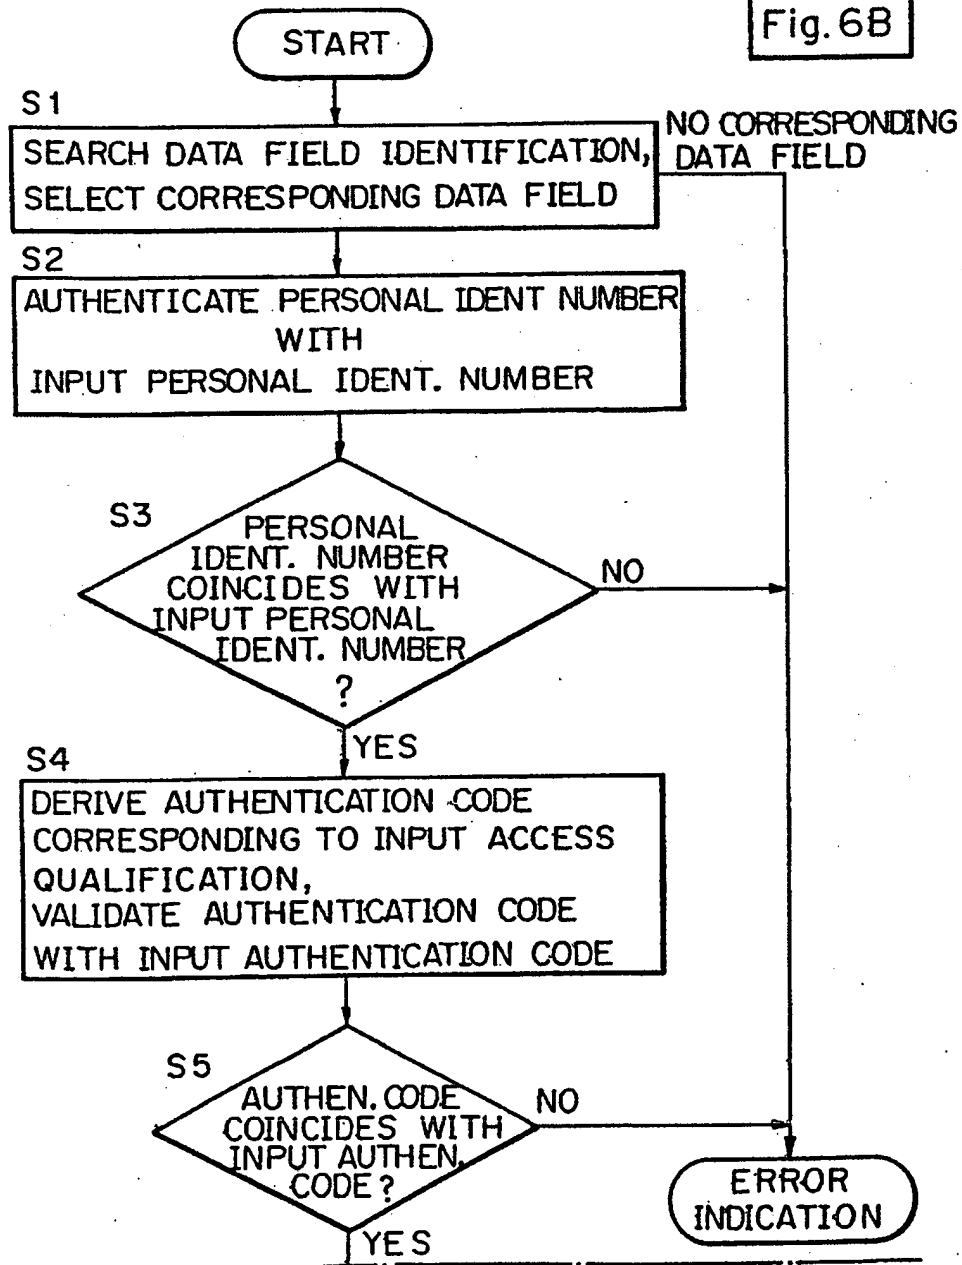 Fig. 6B
START
S1
SEARCH DATA FIELD IDENTIFICATION,
SELECT CORRESPONDING DATA FIELD
NO CORRESPONDING
DATA FIELD
S2
AUTHENTICATE PERSONAL IDENT NUMBER
WITH
INPUT PERSONAL IDENT. NUMBER
S3
PERSONAL
IDENT. NUMBER
COINCIDES WITH
INPUT PERSONAL
IDENT. NUMBER
?
NO
YES
S4
DERIVE AUTHENTICATION CODE
CORRESPONDING TO INPUT ACCESS
QUALIFICATION,
VALIDATE AUTHENTICATION CODE
WITH INPUT AUTHENTICATION CODE
S5
AUTHEN. CODE
COINCIDES WITH
INPUT AUTHEN.
CODE?
NO
YES
ERROR
INDICATION